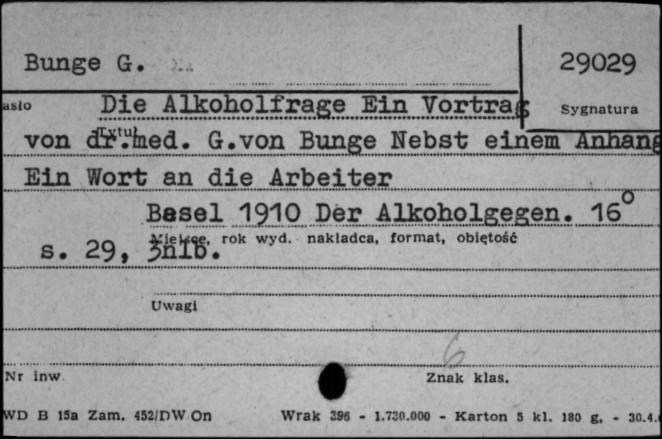 Bunge G.
29029
asło
Die Alkoholfrage Ein Vortrag
Sygnatura
Tytuł
von dr.med. G.von Bunge Nebst einem Anhang
Ein Wort an die Arbeiter
Basel 1910 Der Alkoholgegen. 16⁰
Miejsce, rok wyd. nakładca, format, objętość
s. 29, 3nlb.
Uwagi
6
Nr inw.
Znak klas.
WD B 15a Zam. 452/DW On Wrak 396 - 1.730.000 - Karton 5 kl. 180 g. - 30.4.